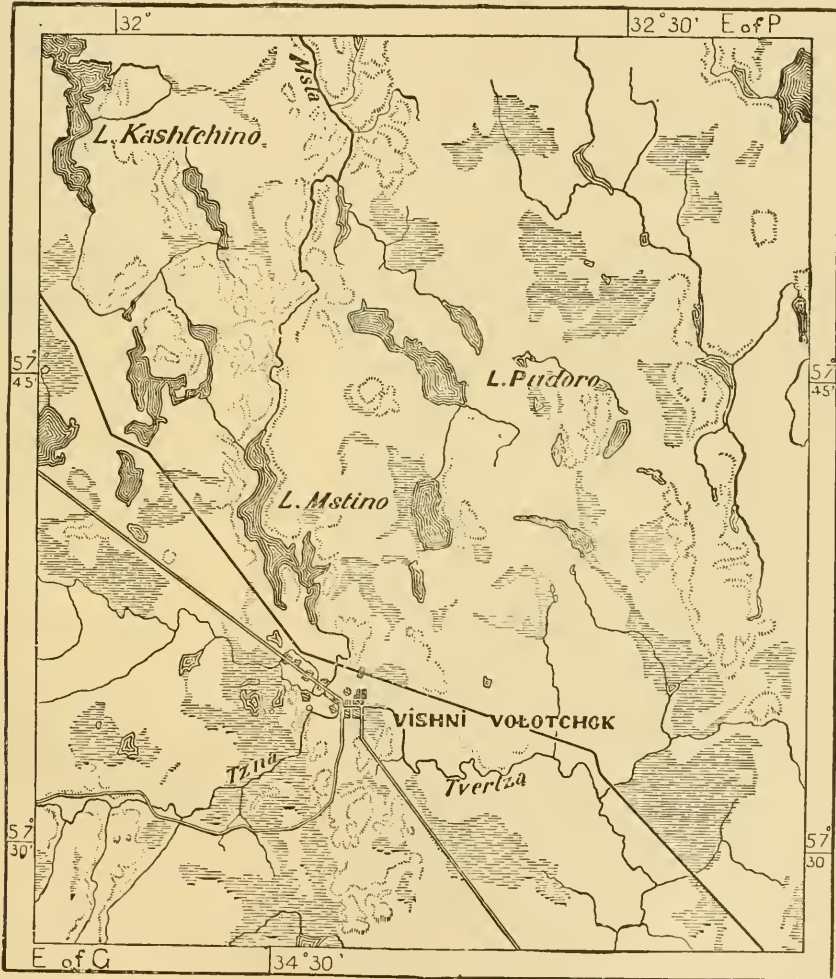 32°
32°30' E of P
Msta
L. Kashtchino
57°
45'
57°
45'
L. Pudoro
L. Mstino
VISHNI VOLOTCHOK
Tzna
Tvertza
57°
30'
57°
30
E of G
34°30'